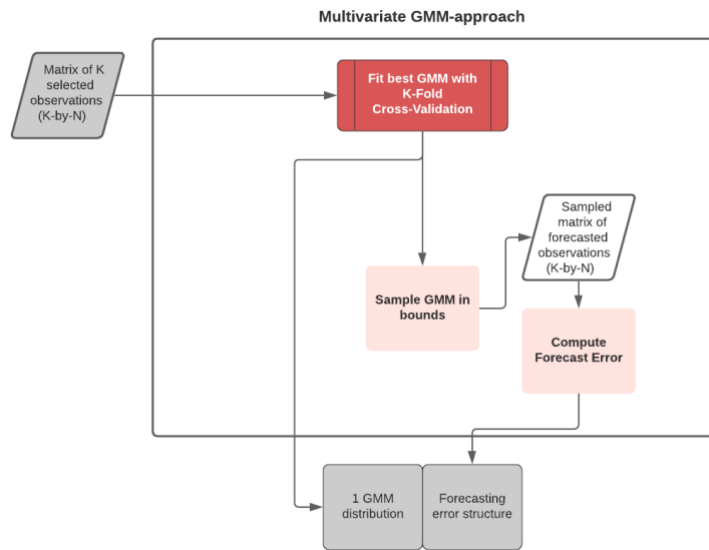 Multivariate GMM-approach
Matrix of K
selected
observations
(K-by-N)
Fit best GMM with
K-Fold
Cross-Validation
Sampled
matrix of
forecasted
observations
(K-by-N)
Sample GMM in
bounds
Compute
Forecast Error
1 GMM
distribution
Forecasting
error structure